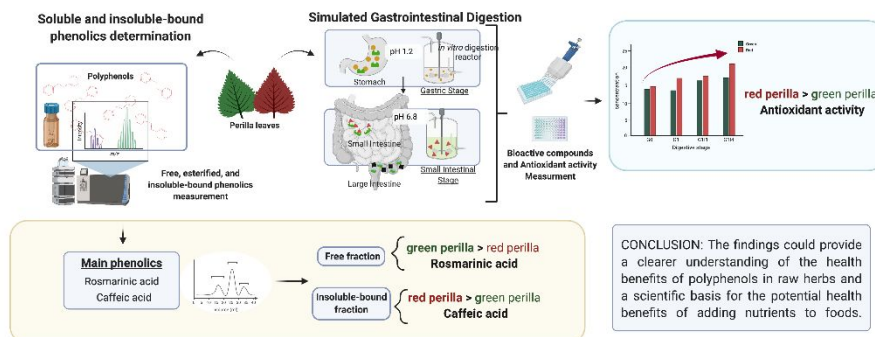 Soluble and insoluble-bound
phenolics determination
Polyphenols
Intensity
m/z
Free, esterified, and
insoluble-bound phenolics
measurement
Perilla leaves
Simulated Gastrointestinal Digestion
pH 1.2
in vitro digestion
reactor
Stomach
Gastric Stage
pH 6.8
Small Intestine
Small Intestinal
Stage
Large Intestine
Bioactive compounds
and Antioxidant activity
Measurment
Green
Red
Digestive stage
red perilla > green perilla
Antioxidant activity
Main phenolics
Rosmarinic acid
Caffeic acid
Free fraction
green perilla > red perilla
Rosmarinic acid
Insoluble-bound
fraction
red perilla > green perilla
Caffeic acid
CONCLUSION: The findings could provide
a clearer understanding of the health
benefits of polyphenols in raw herbs and
a scientific basis for the potential health
benefits of adding nutrients to foods.